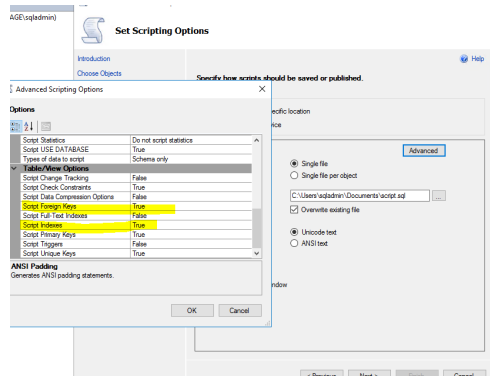 AGE\sqladmin)
Set Scripting Options
Introduction
Help
Choose Objects
Specify how scripts should be saved or published.
Advanced Scripting Options
Options
ecific location
vice
Script Statistics Do not script statistics
Script USE DATABASE True
Types of data to script Schema only
Table/View Options
Script Change Tracking False
Script Check Constraints True
Script Data Compression Options False
Script Foreign Keys True
Script Full-Text Indexes False
Script Indexes True
Script Primary Keys True
Script Triggers False
Script Unique Keys True
ANSI Padding
Generates ANSI padding statements.
OK Cancel
Advanced
Single file
Single file per object
C:\Users\sqladmin\Documents\script.sql ...
Overwrite existing file
Unicode text
ANSI text
ndow
< Previous Next > Cancel